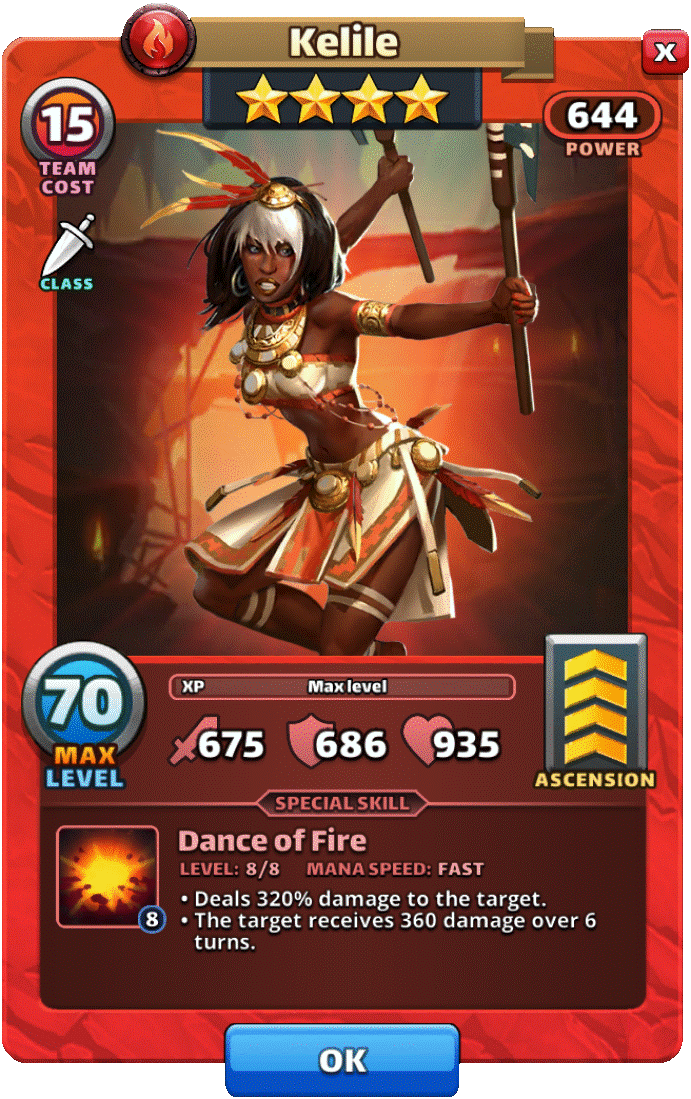 Kelile
X
15
TEAM
COST
644
POWER
CLASS
70
MAX
LEVEL
XP Max level
675 686 935
ASCENSION
SPECIAL SKILL
Dance of Fire
LEVEL: 8/8 MANA SPEED: FAST
8
• Deals 320% damage to the target.
• The target receives 360 damage over 6
turns.
OK